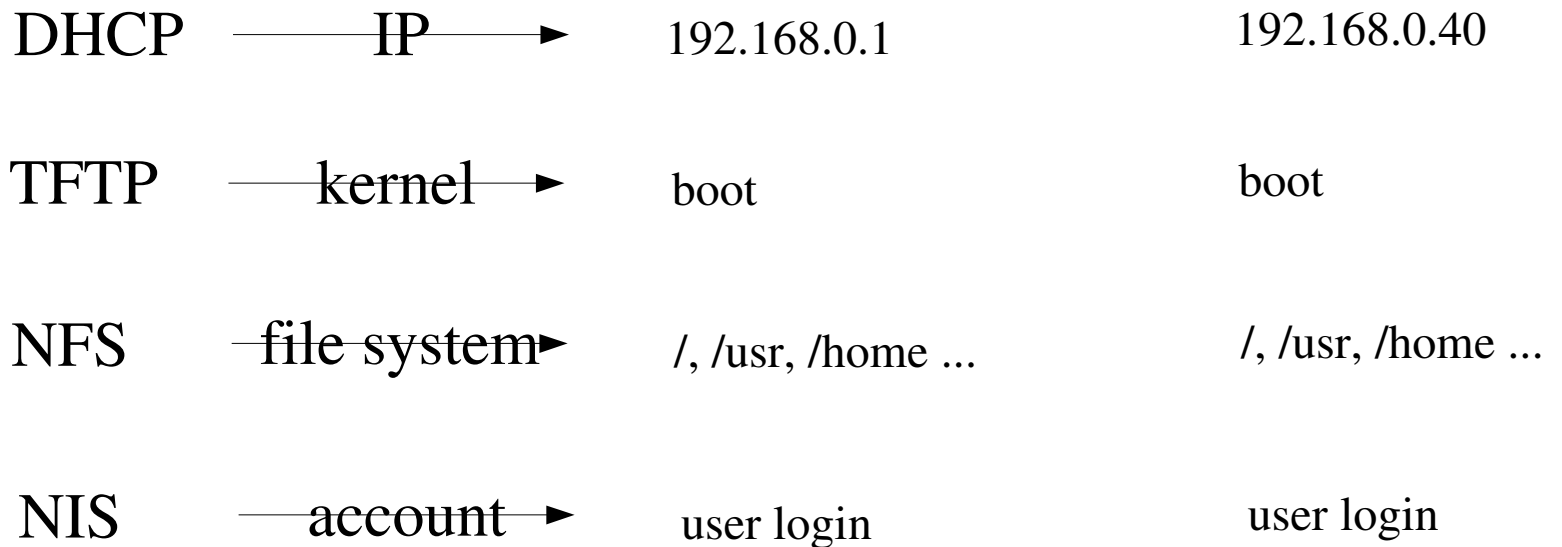 DHCP IP 192.168.0.1 192.168.0.40
TFTP kernel boot boot
NFS file system /, /usr, /home ... /, /usr, /home ...
NIS account user login user login